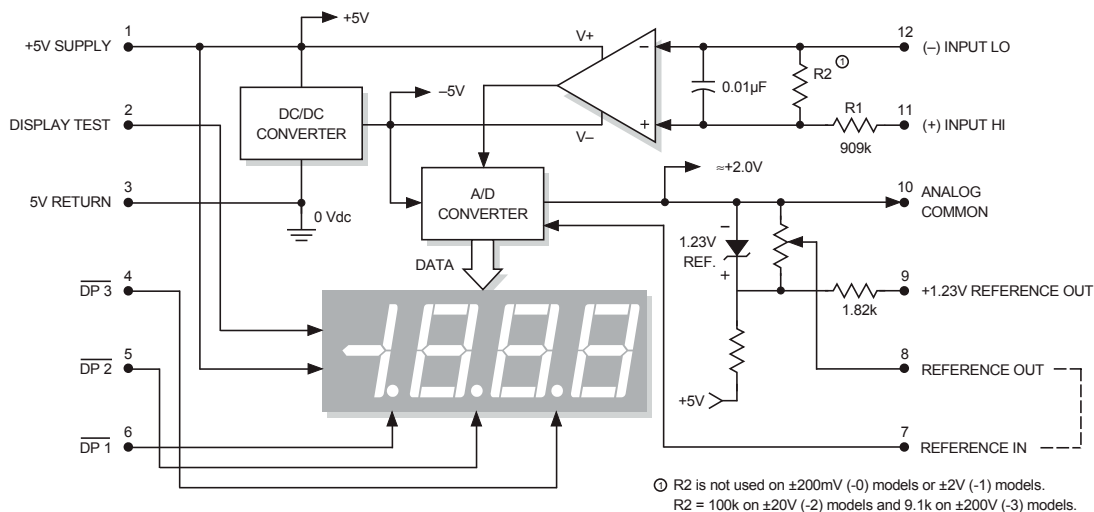 1
+5V SUPPLY
+5V
V+
–
12
(–) INPUT LO
0.01µF
R2 ①
–5V
DC/DC
CONVERTER
2
DISPLAY TEST
V–
+
R1
909k
11
(+) INPUT HI
≈+2.0V
A/D
CONVERTER
3
5V RETURN
0 Vdc
10
ANALOG
COMMON
DATA
–
1.23V
REF.
+
4
DP 3
9
+1.23V REFERENCE OUT
1.82k
-1.8.8.8
5
DP 2
8
REFERENCE OUT
+5V
6
DP 1
7
REFERENCE IN
① R2 is not used on ±200mV (-0) models or ±2V (-1) models.
R2 = 100k on ±20V (-2) models and 9.1k on ±200V (-3) models.